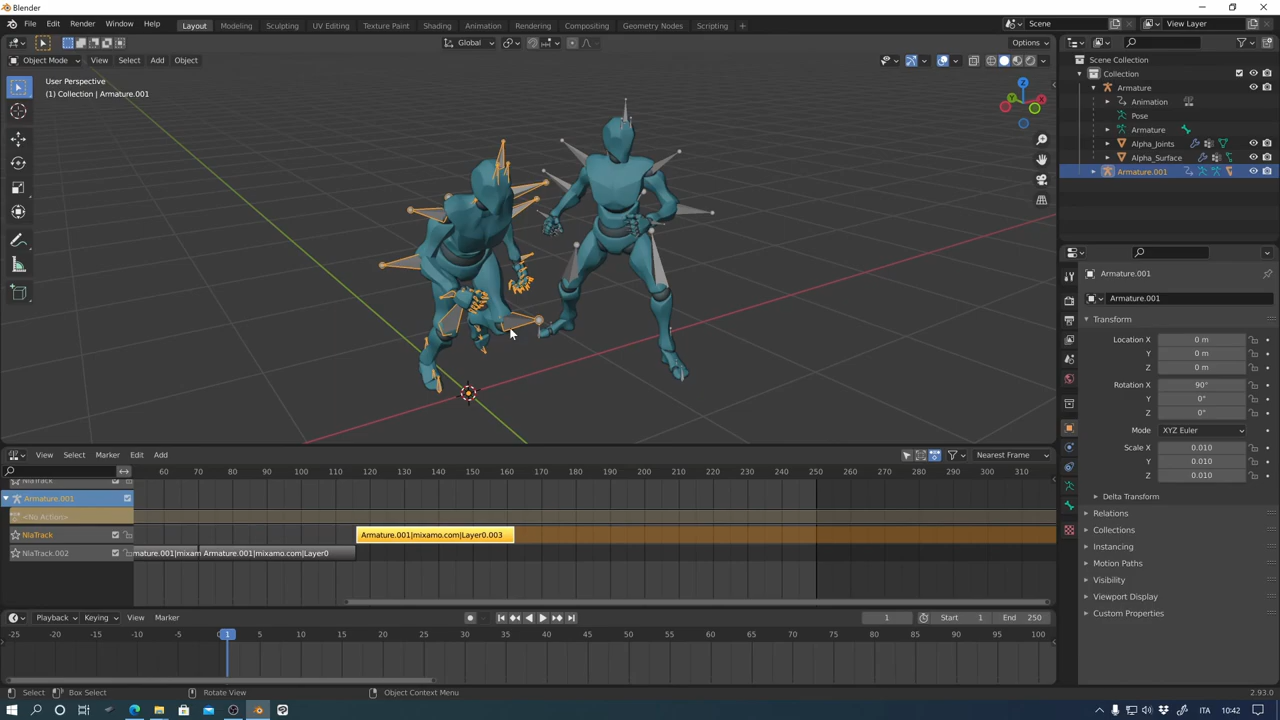 Blender
File Edit Render Window Help
Layout Modeling Sculpting UV Editing Texture Paint Shading Animation Rendering Compositing Geometry Nodes Scripting +
Scene
View Layer
Global
Options
Object Mode View Select Add Object
User Perspective
(1) Collection | Armature.001
Z
X
Y
Scene Collection
Collection
Armature
Animation
Pose
Armature
Alpha_Joints
Alpha_Surface
Armature.001
Armature.001
Armature.001
Transform
Location X 0 m
Y 0 m
Z 0 m
Rotation X 90°
Y 0°
Z 0°
Mode XYZ Euler
Scale X 0.010
Y 0.010
Z 0.010
Delta Transform
Relations
Collections
Instancing
Motion Paths
Visibility
Viewport Display
Custom Properties
View Select Marker Edit Add
Nearest Frame
60 70 80 90 100 110 120 130 140 150 160 170 180 190 200 210 220 230 240 250 260 270 280 290 300 310
NlaTrack
Armature.001
<No Action>
NlaTrack Armature.001|mixamo.com|Layer0.003
NlaTrack.002 mature.001|mixam Armature.001|mixamo.com|Layer0
Playback Keying View Marker
1 Start 1 End 250
-25 -20 -15 -10 -5 1 5 10 15 20 25 30 35 40 45 50 55 60 65 70 75 80 85 90 95 100
Select Box Select Rotate View Object Context Menu
2.93.0
ITA 10:42